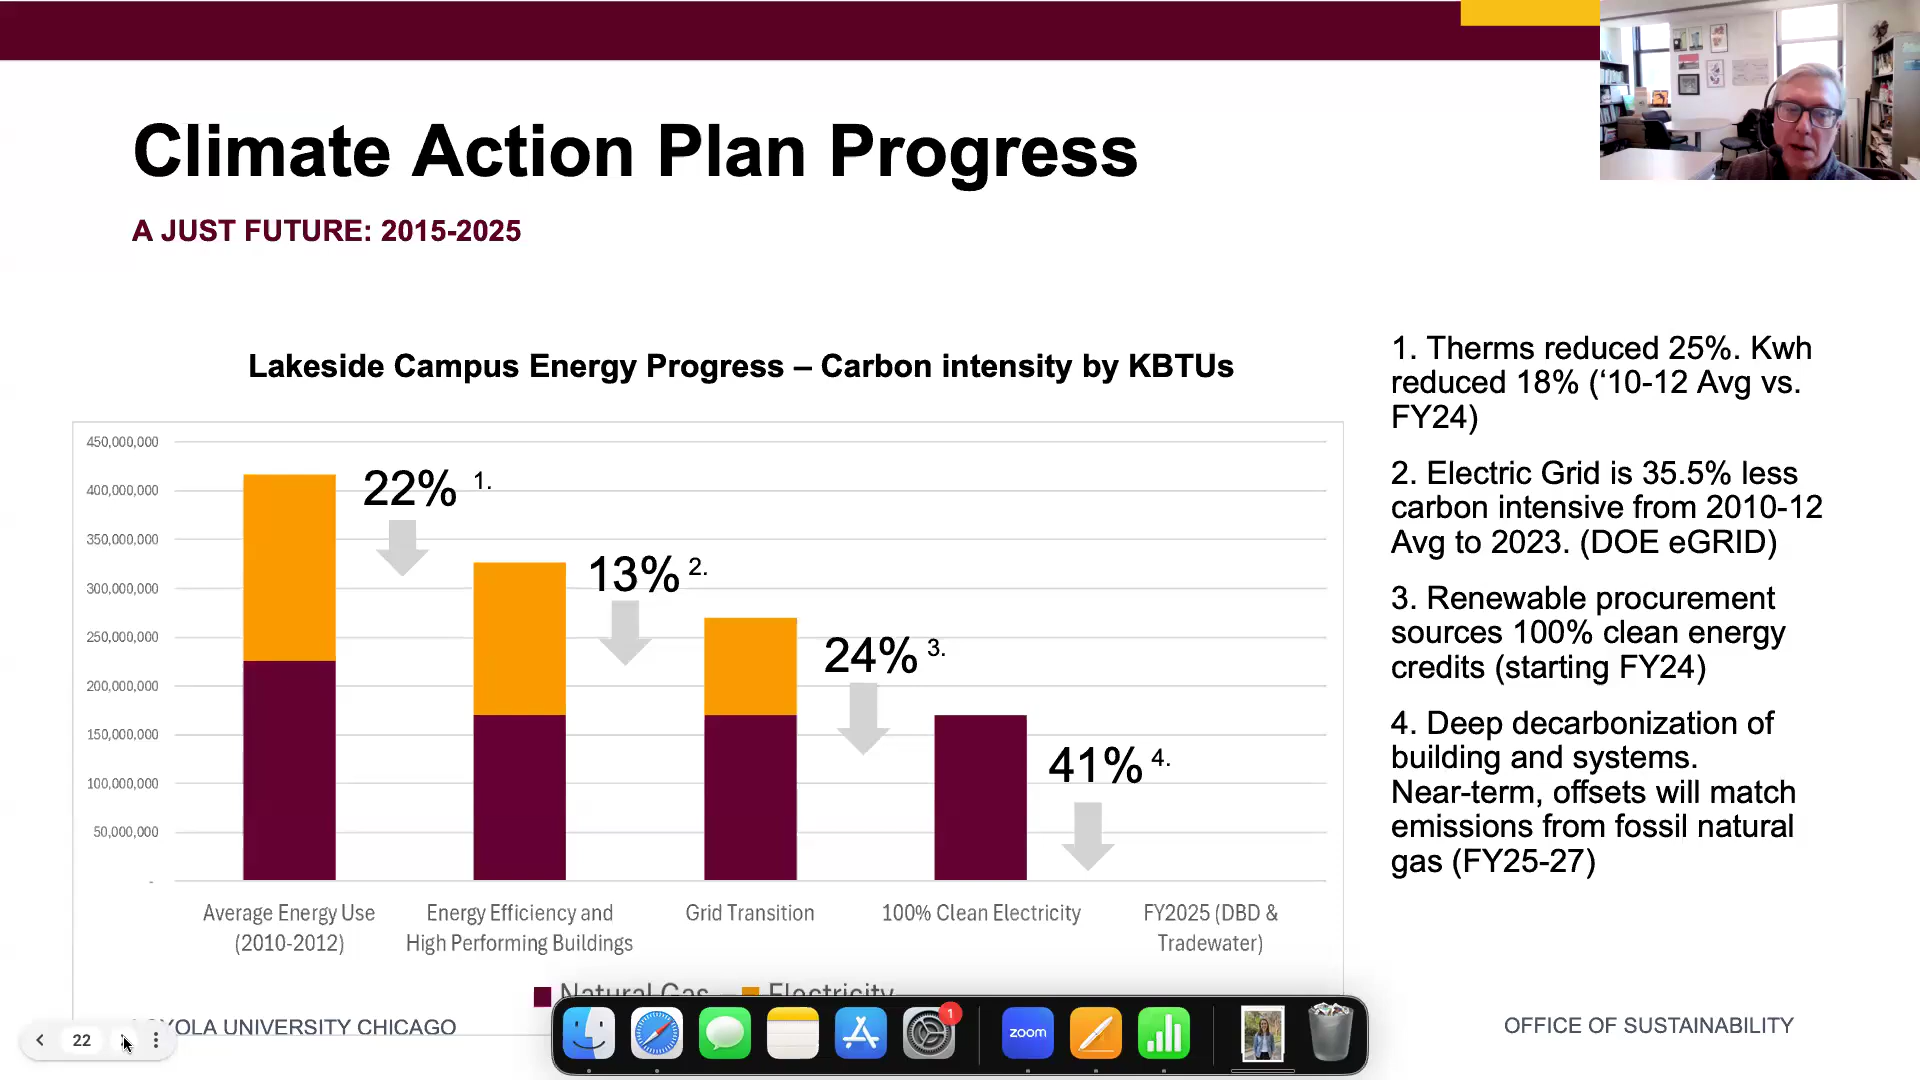 Climate Action Plan Progress
A JUST FUTURE: 2015-2025
Lakeside Campus Energy Progress – Carbon intensity by KBTUs
450,000,000
400,000,000
350,000,000
300,000,000
250,000,000
200,000,000
150,000,000
100,000,000
50,000,000
-
22% 1.
13% 2.
24% 3.
41% 4.
Average Energy Use
(2010-2012)
Energy Efficiency and
High Performing Buildings
Grid Transition
100% Clean Electricity
FY2025 (DBD &
Tradewater)
Natural Gas
Electricity
1. Therms reduced 25%. Kwh
reduced 18% (‘10-12 Avg vs.
FY24)
2. Electric Grid is 35.5% less
carbon intensive from 2010-12
Avg to 2023. (DOE eGRID)
3. Renewable procurement
sources 100% clean energy
credits (starting FY24)
4. Deep decarbonization of
building and systems.
Near-term, offsets will match
emissions from fossil natural
gas (FY25-27)
22
OYOLA UNIVERSITY CHICAGO
1
zoom
OFFICE OF SUSTAINABILITY